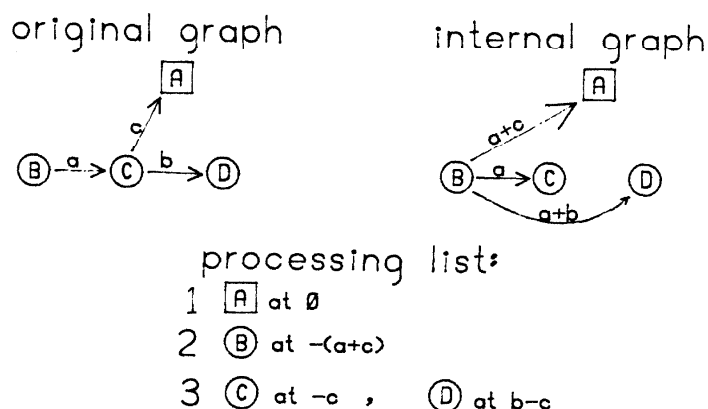 original graph
internal graph
A
c
B a C b D
A
a+c
B a C D
a+b
processing list:
1 A at Ø
2 B at -(a+c)
3 C at -c , D at b-c